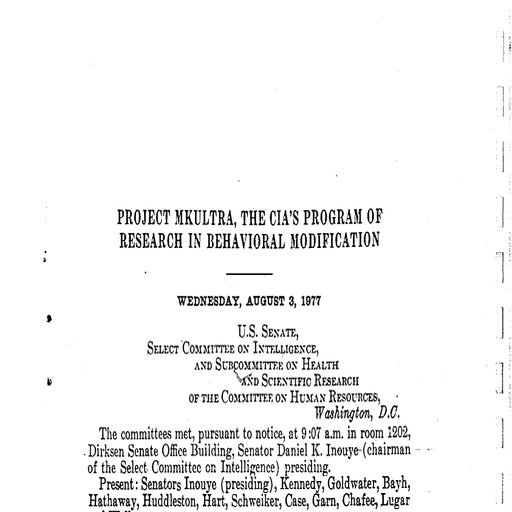 PROJECT MKULTRA, THE CIA'S PROGRAM OF
RESEARCH IN BEHAVIORAL MODIFICATION
WEDNESDAY, AUGUST 3, 1977
U.S. SENATE,
SELECT COMMITTEE ON INTELLIGENCE,
AND SUBCOMMITTEE ON HEALTH
AND SCIENTIFIC RESEARCH
OF THE COMMITTEE ON HUMAN RESOURCES,
Washington, D.C.
The committees met, pursuant to notice, at 9:07 a.m. in room 1202,
Dirksen Senate Office Building, Senator Daniel K. Inouye (chairman
of the Select Committee on Intelligence) presiding.
Present: Senators Inouye (presiding), Kennedy, Goldwater, Bayh,
Hathaway, Huddleston, Hart, Schweiker, Case, Garn, Chafee, Lugar